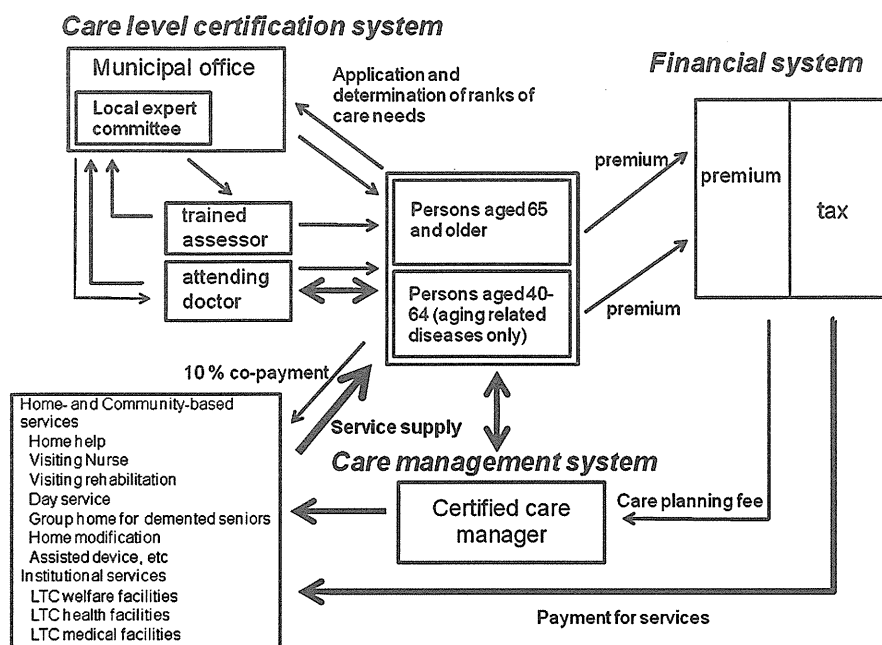 Care level certification system
Municipal office
Local expert
committee
Application and
determination of ranks of
care needs
Financial system
premium
premium
tax
premium
trained
assessor
attending
doctor
Persons aged 65
and older
Persons aged 40-
64 (aging related
diseases only)
10 % co-payment
Service supply
Home- and Community-based
services
Home help
Visiting Nurse
Visiting rehabilitation
Day service
Group home for demented seniors
Home modification
Assisted device, etc
Institutional services
LTC welfare facilities
LTC health facilities
LTC medical facilities
Care management system
Certified care
manager
Care planning fee
Payment for services